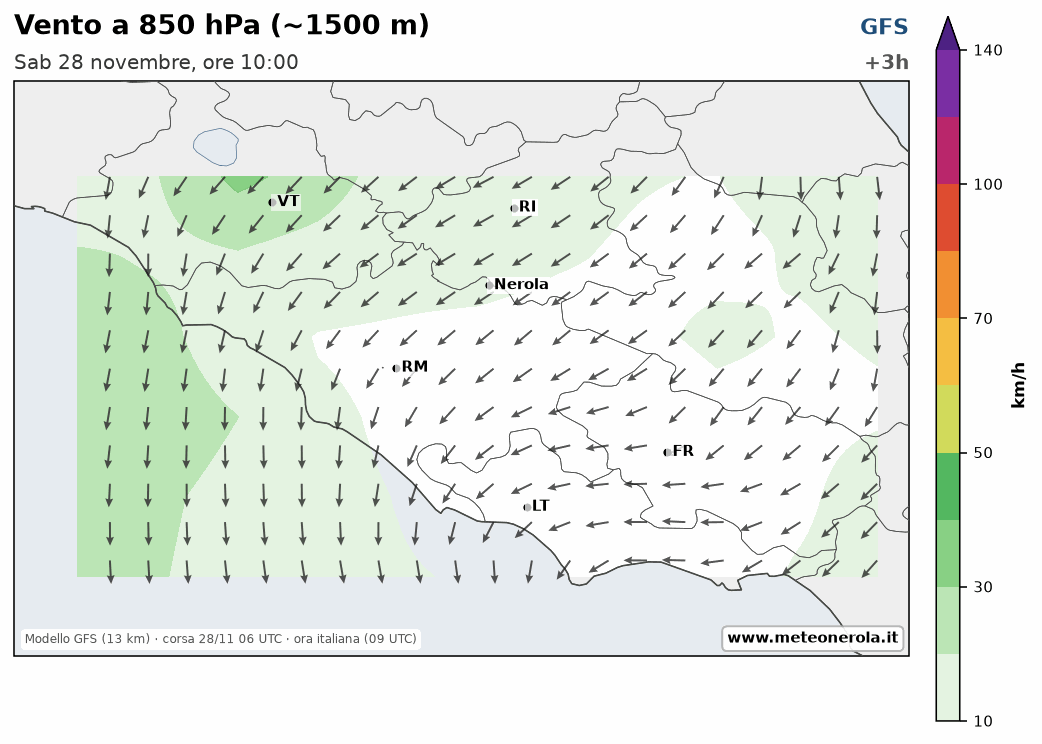 Vento a 850 hPa (~1500 m)
GFS
Sab 28 novembre, ore 10:00
+3h
140
100
70
50
30
10
km/h
VT
RI
Nerola
RM
FR
LT
Modello GFS (13 km) · corsa 28/11 06 UTC · ora italiana (09 UTC)
www.meteonerola.it